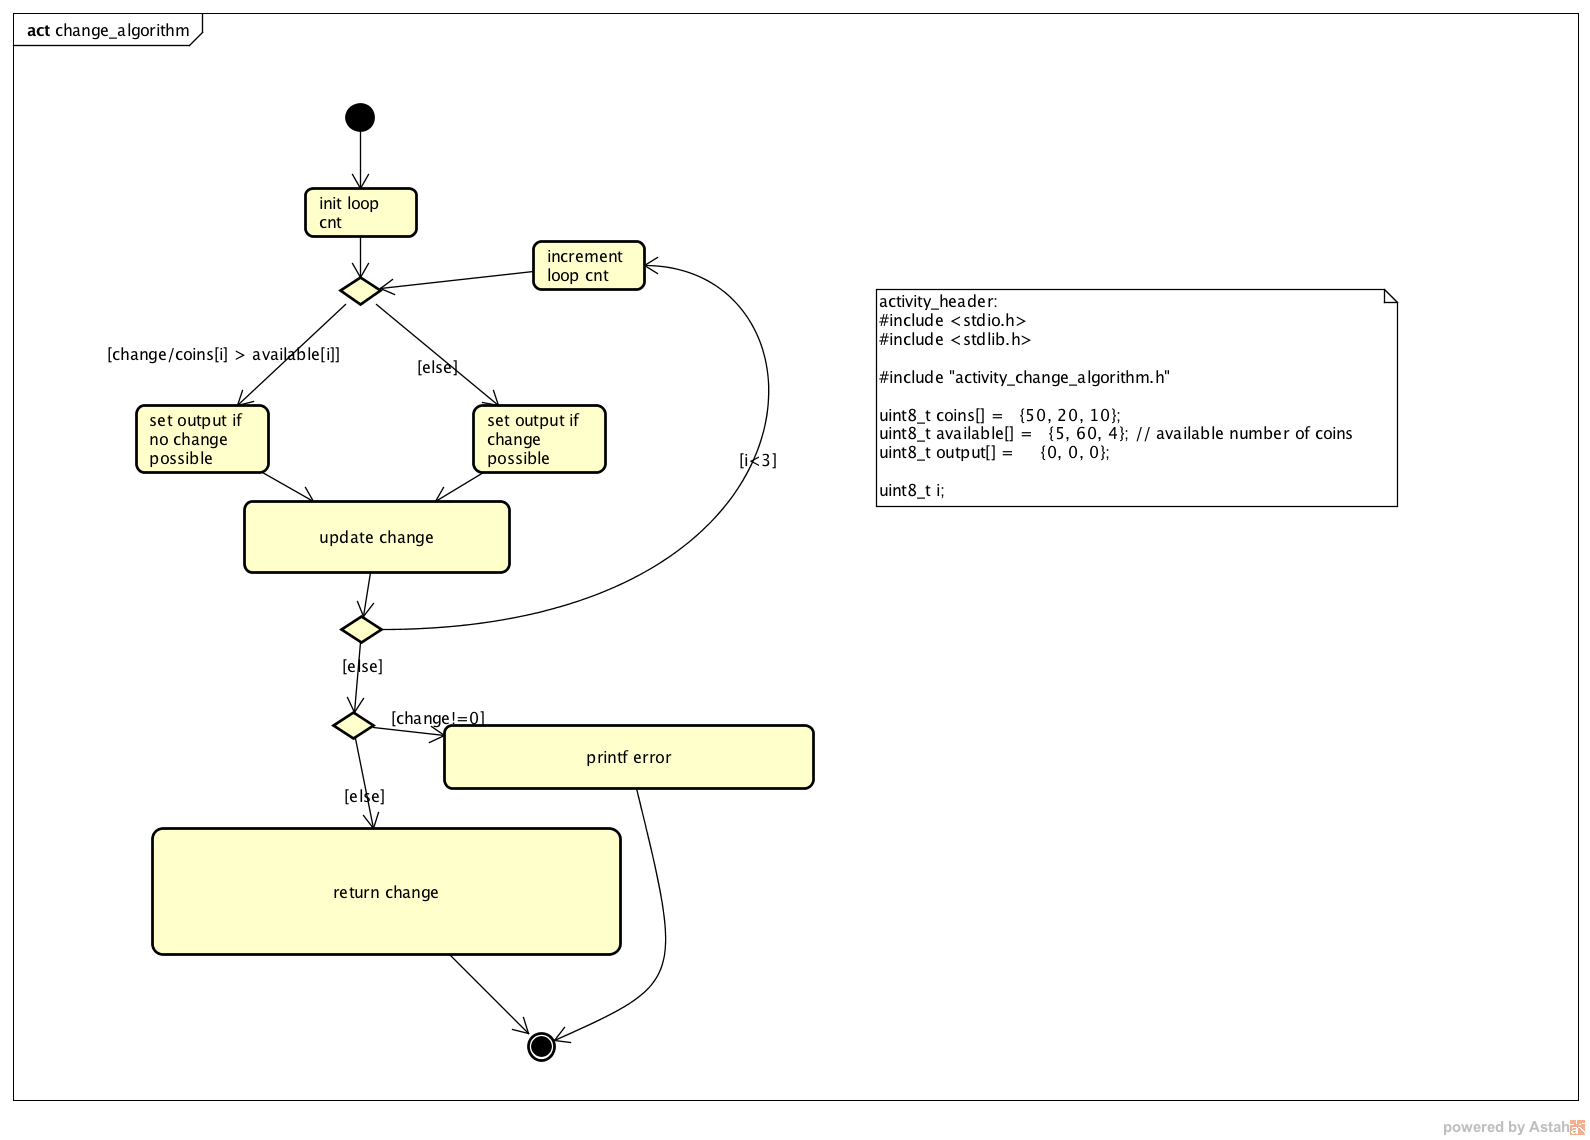 act change_algorithm
init loop
cnt
increment
loop cnt
[change/coins[i] > available[i]]
[else]
set output if
no change
possible
set output if
change
possible
[i<3]
update change
[else]
[change!=0]
printf error
[else]
return change
activity_header:
#include <stdio.h>
#include <stdlib.h>
#include "activity_change_algorithm.h"
uint8_t coins[] = {50, 20, 10};
uint8_t available[] = {5, 60, 4}; // available number of coins
uint8_t output[] = {0, 0, 0};
uint8_t i;
powered by Astah